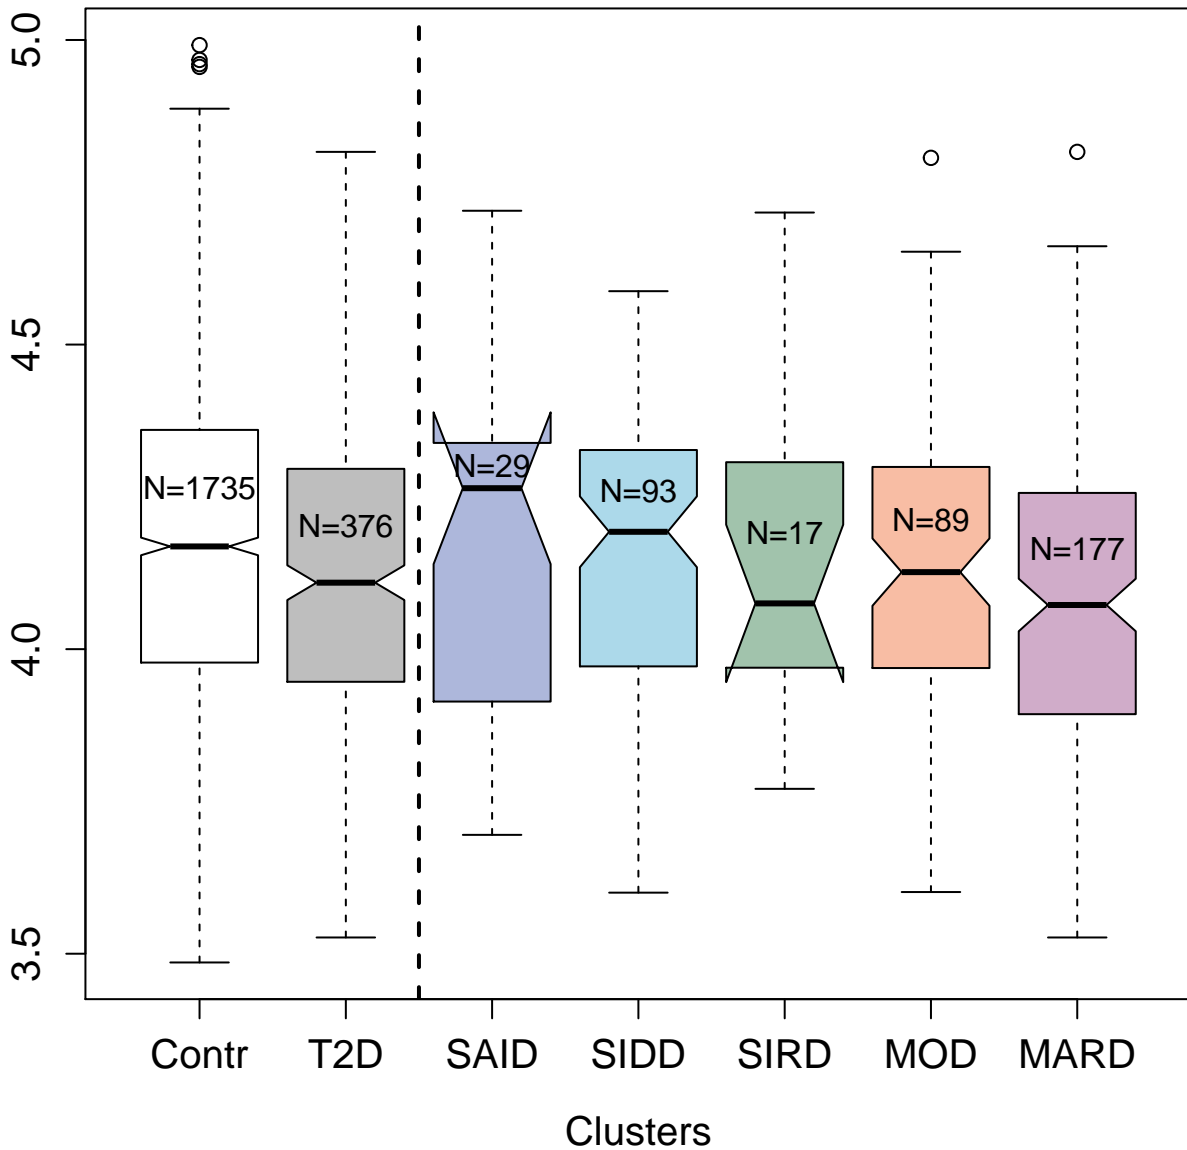 5.0
4.5
4.0
3.5
N=1735
N=376
N=29
N=93
N=17
N=89
N=177
Contr T2D SAID SIDD SIRD MOD MARD
Clusters